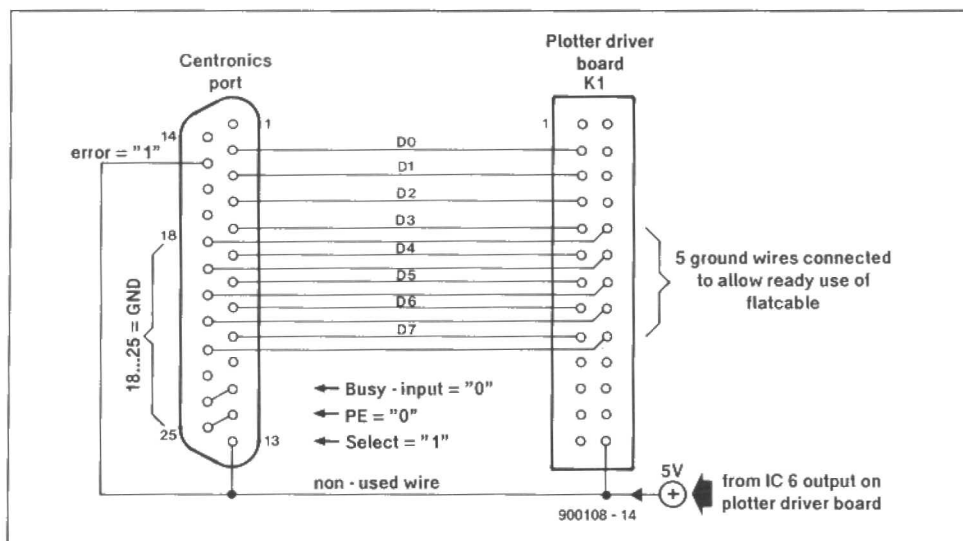 Centronics
port
Plotter driver
board
K1
14
1
1
error = "1"
D0
D1
D2
D3
18
D4
D5
D6
D7
18...25 = GND
5 ground wires connected
to allow ready use of
flatcable
Busy - input = "0"
PE = "0"
Select = "1"
25
13
non - used wire
5V
+
from IC 6 output on
plotter driver board
900108 - 14